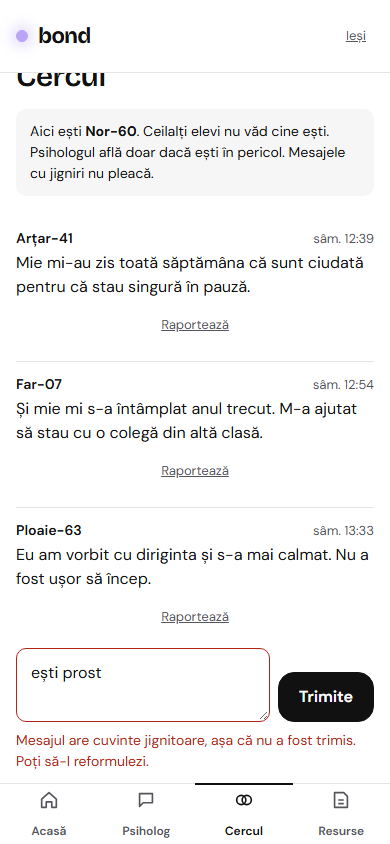 bond
Ieși
Cercul
Aici ești Nor-60. Ceilalți elevi nu văd cine ești.
Psihologul află doar dacă ești în pericol. Mesajele
cu jigniri nu pleacă.
Arțar-41
sâm. 12:39
Mie mi-au zis toată săptămâna că sunt ciudată
pentru că stau singură în pauză.
Raportează
Far-07
sâm. 12:54
Și mie mi s-a întâmplat anul trecut. M-a ajutat
să stau cu o colegă din altă clasă.
Raportează
Ploaie-63
sâm. 13:33
Eu am vorbit cu diriginta și s-a mai calmat. Nu a
fost ușor să încep.
Raportează
ești prost
Trimite
Mesajul are cuvinte jignitoare, așa că nu a fost trimis.
Poți să-l reformulezi.
Acasă
Psiholog
Cercul
Resurse